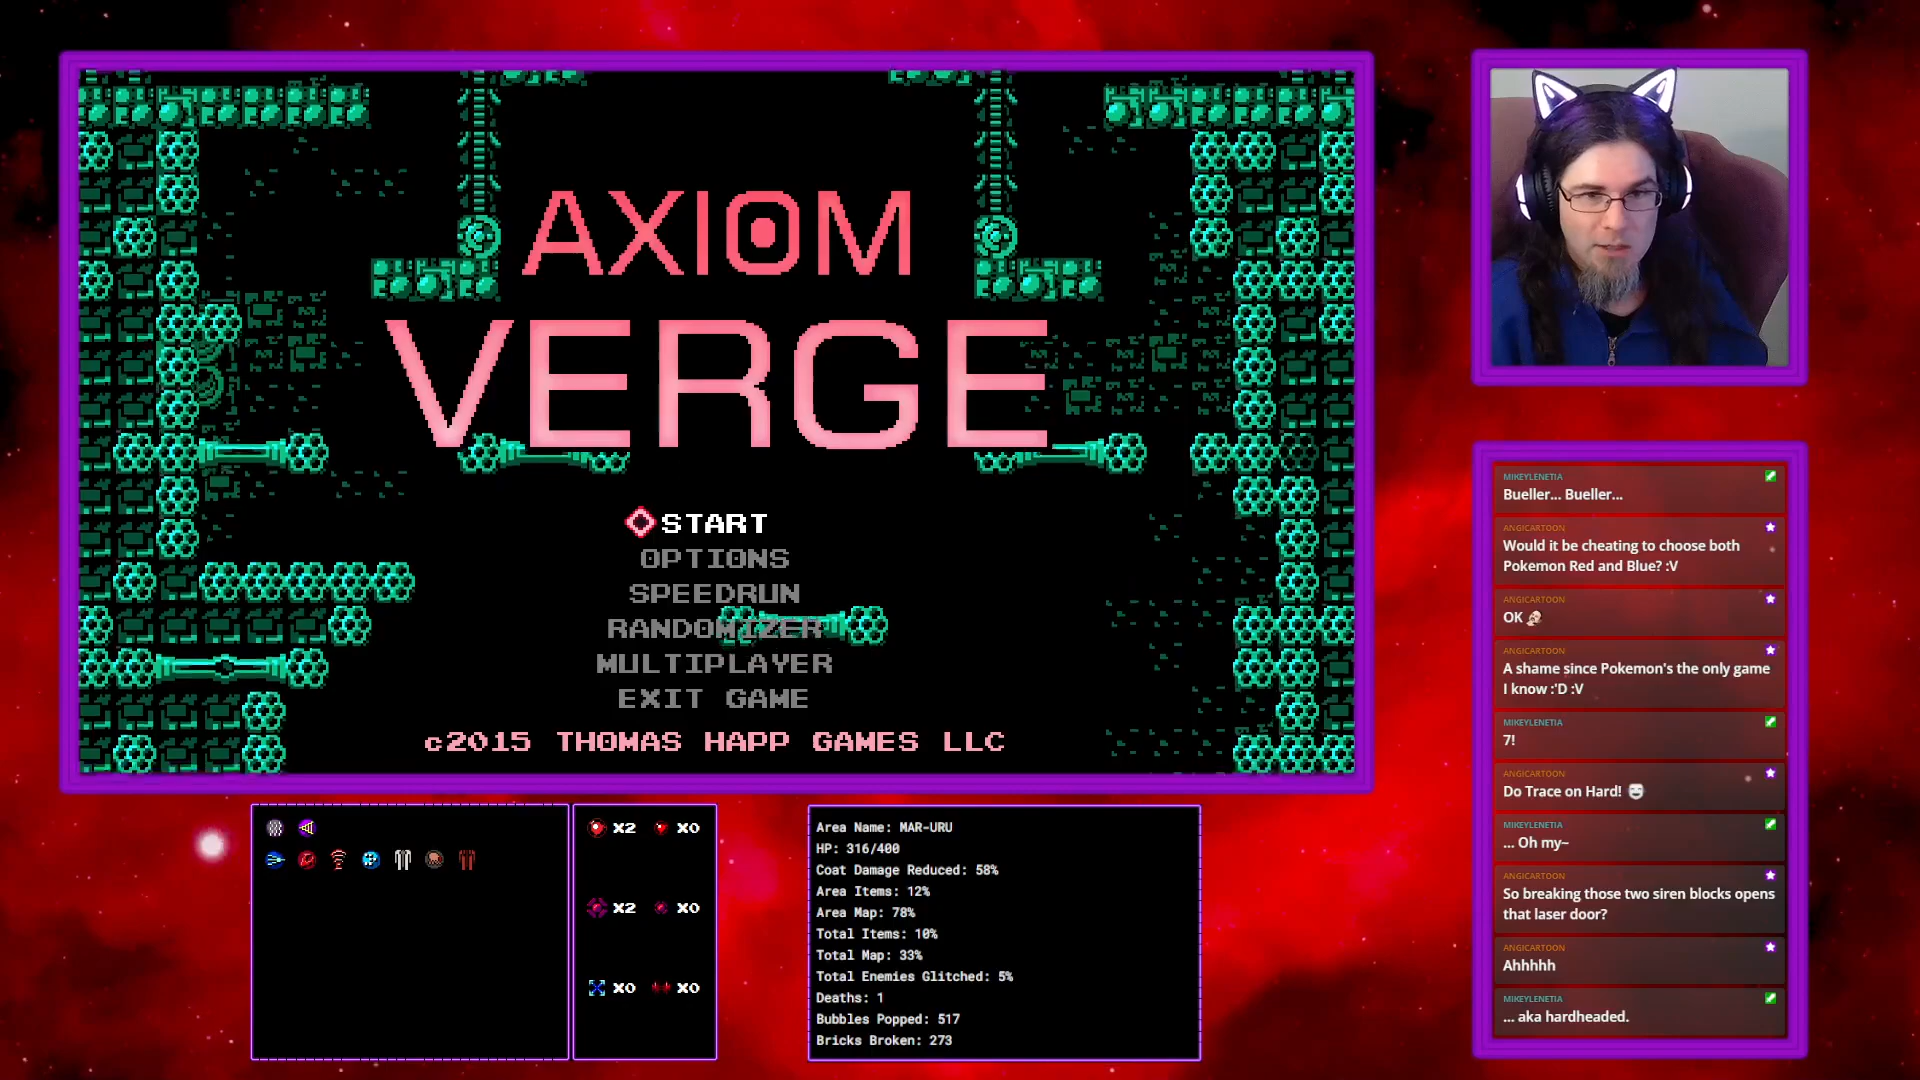 AXIOM
VERGE
START
OPTIONS
SPEEDRUN
RANDOMIZER
MULTIPLAYER
EXIT GAME
c2015 THOMAS HAPP GAMES LLC
X2 X0
X2 X0
X0 X0
Area Name: MAR-URU
HP: 316/400
Coat Damage Reduced: 58%
Area Items: 12%
Area Map: 78%
Total Items: 10%
Total Map: 33%
Total Enemies Glitched: 5%
Deaths: 1
Bubbles Popped: 517
Bricks Broken: 273
MIKEYLENETIA
Bueller... Bueller...
ANGICARTOON
Would it be cheating to choose both
Pokemon Red and Blue? :V
ANGICARTOON
OK
ANGICARTOON
A shame since Pokemon's the only game
I know :'D :V
MIKEYLENETIA
7!
ANGICARTOON
Do Trace on Hard!
MIKEYLENETIA
... Oh my~
ANGICARTOON
So breaking those two siren blocks opens
that laser door?
ANGICARTOON
Ahhhhh
MIKEYLENETIA
... aka hardheaded.